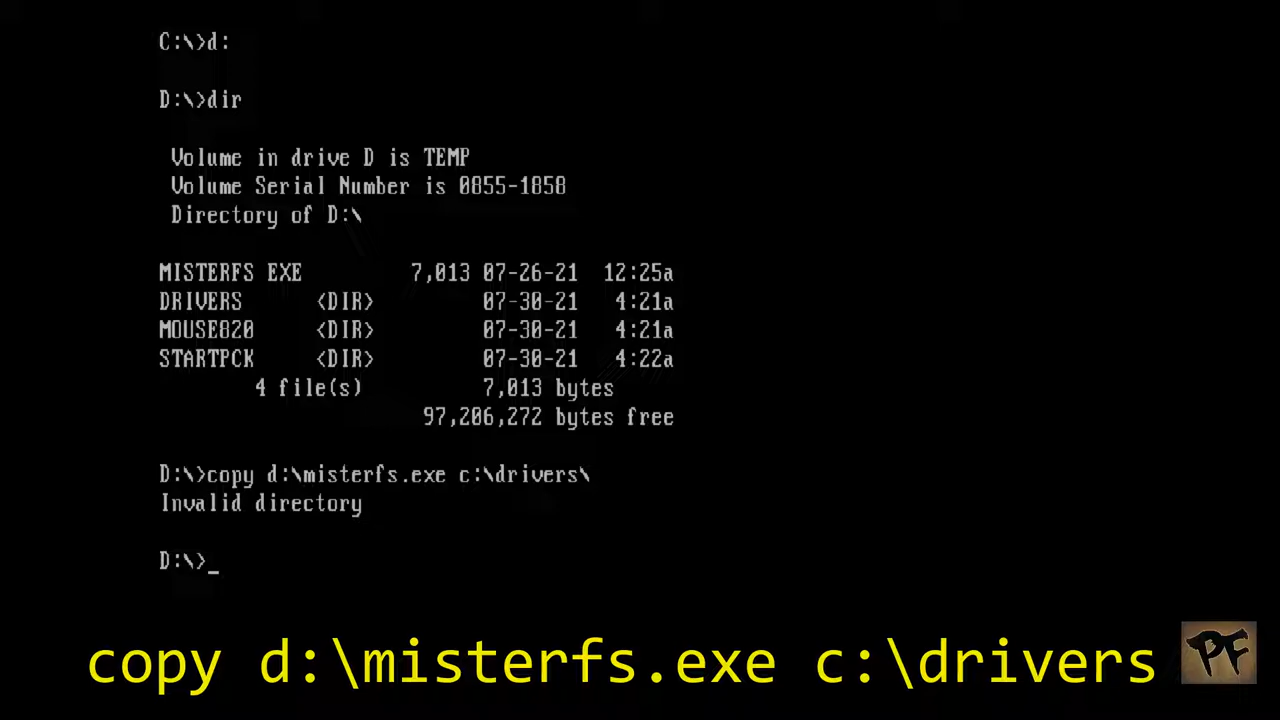 C:\>d:
D:\>dir
Volume in drive D is TEMP
Volume Serial Number is 0855-1858
Directory of D:\
MISTERFS EXE 7,013 07-26-21 12:25a
DRIVERS <DIR> 07-30-21 4:21a
MOUSE820 <DIR> 07-30-21 4:21a
STARTPCK <DIR> 07-30-21 4:22a
4 file(s) 7,013 bytes
97,206,272 bytes free
D:\>copy d:\misterfs.exe c:\drivers\
Invalid directory
D:\>_
copy d:\misterfs.exe c:\drivers
PF